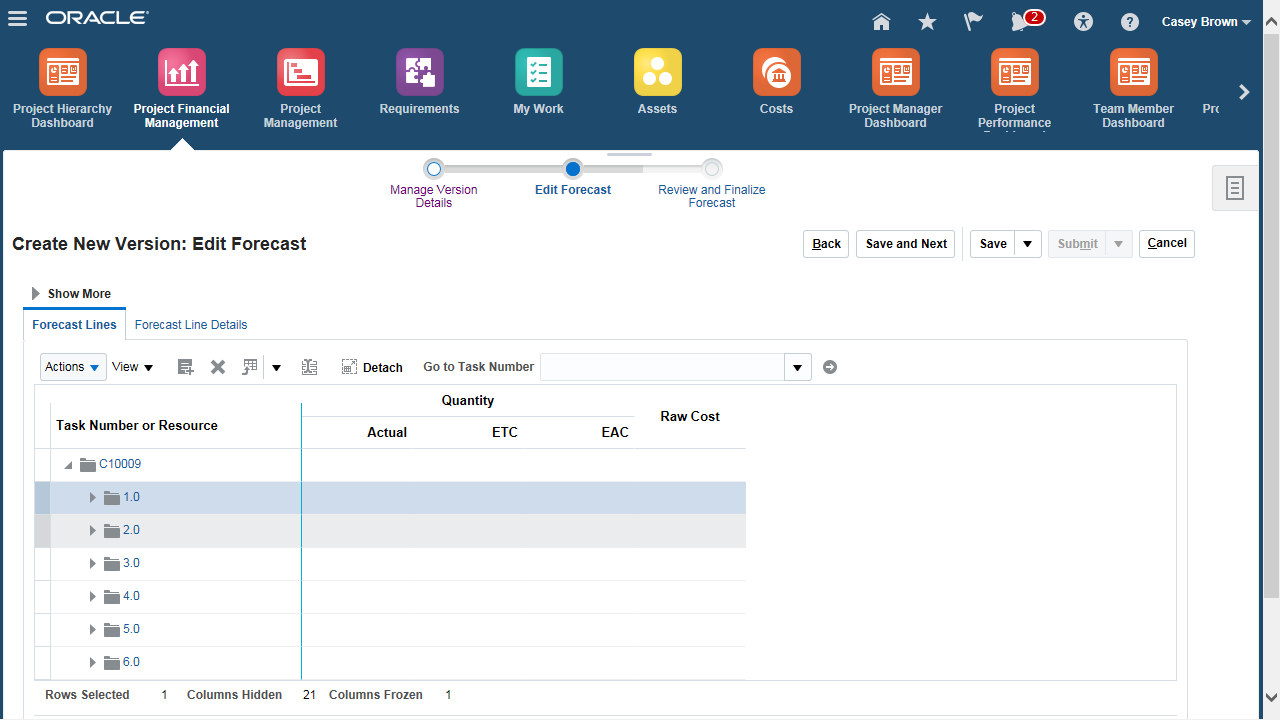 ORACLE
2
Casey Brown
Project Hierarchy Dashboard
Project Financial Management
Project Management
Requirements
My Work
Assets
Costs
Project Manager Dashboard
Project Performance
Team Member Dashboard
Manage Version Details
Edit Forecast
Review and Finalize Forecast
Create New Version: Edit Forecast
Back
Save and Next
Save
Submit
Cancel
Show More
Forecast Lines
Forecast Line Details
Actions
View
Detach
Go to Task Number
Task Number or Resource
Quantity
Actual
ETC
EAC
Raw Cost
C10009
1.0
2.0
3.0
4.0
5.0
6.0
Rows Selected 1 Columns Hidden 21 Columns Frozen 1